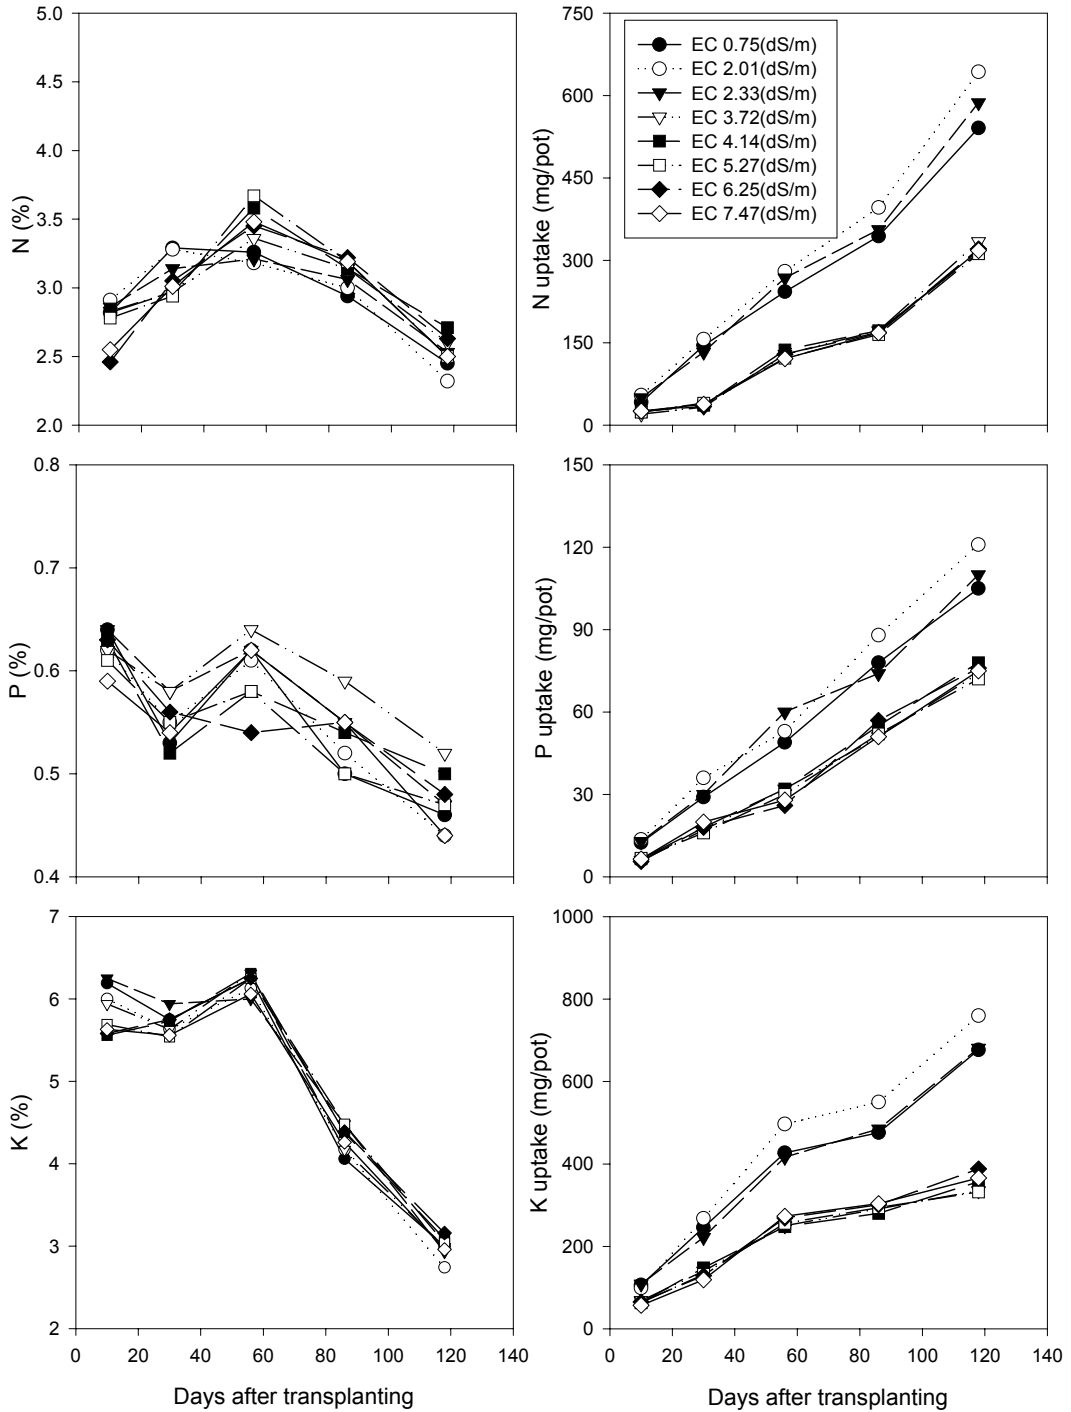 5.0
4.5
4.0
3.5
3.0
2.5
2.0
N (%)
750
600
450
300
150
0
N uptake (mg/pot)
EC 0.75(dS/m)
EC 2.01(dS/m)
EC 2.33(dS/m)
EC 3.72(dS/m)
EC 4.14(dS/m)
EC 5.27(dS/m)
EC 6.25(dS/m)
EC 7.47(dS/m)
0.8
0.7
0.6
0.5
0.4
P (%)
150
120
90
60
30
0
P uptake (mg/pot)
7
6
5
4
3
2
K (%)
0 20 40 60 80 100 120 140
Days after transplanting
1000
800
600
400
200
0
K uptake (mg/pot)
0 20 40 60 80 100 120 140
Days after transplanting